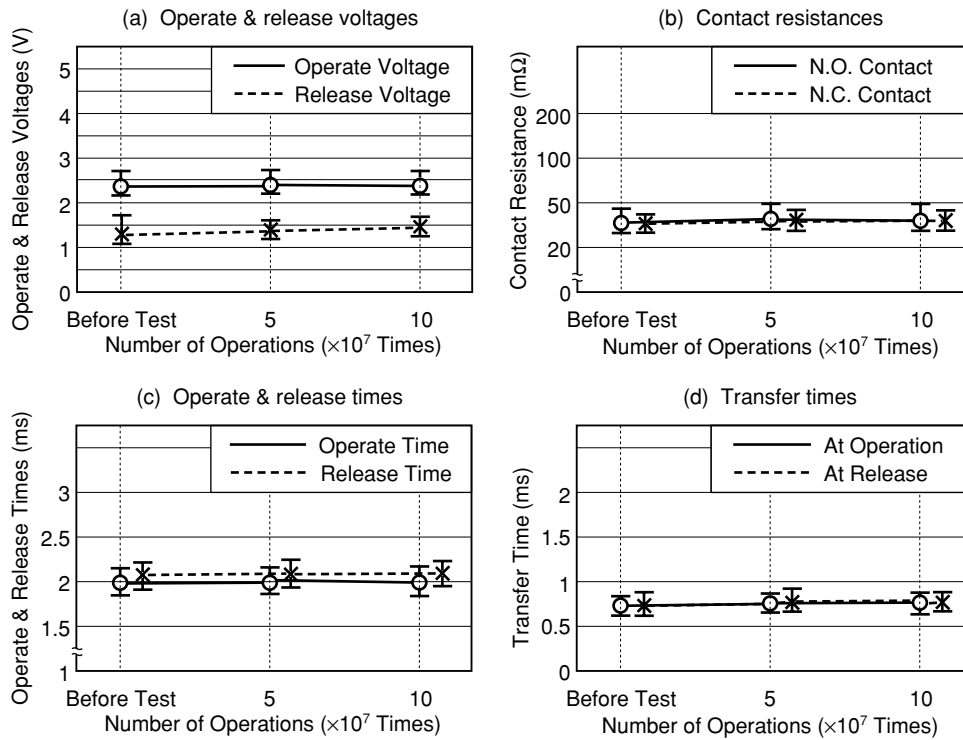 (a) Operate & release voltages
Operate & Release Voltages (V)
5
4
3
2
1
0
Operate Voltage
Release Voltage
Before Test
5
10
Number of Operations (×10⁷ Times)
(b) Contact resistances
Contact Resistance (mΩ)
200
100
50
20
0
N.O. Contact
N.C. Contact
Before Test
5
10
Number of Operations (×10⁷ Times)
(c) Operate & release times
Operate & Release Times (ms)
3
2.5
2
1.5
1
Operate Time
Release Time
Before Test
5
10
Number of Operations (×10⁷ Times)
(d) Transfer times
Transfer Time (ms)
2
1
0.5
0
At Operation
At Release
Before Test
5
10
Number of Operations (×10⁷ Times)